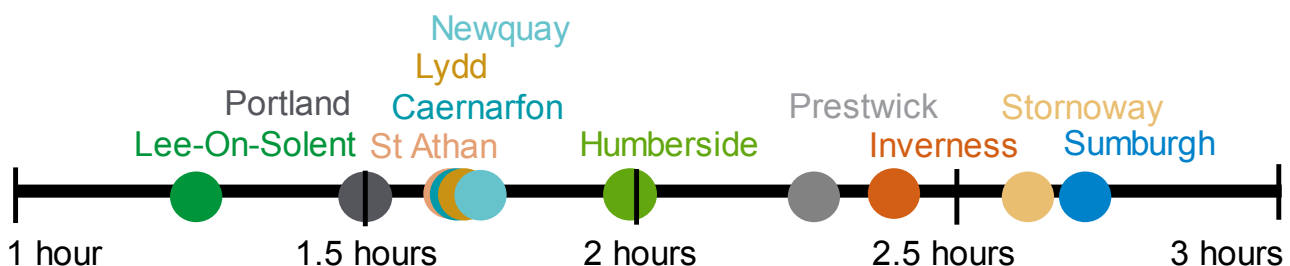 Newquay
Lydd
Portland Caernarfon Prestwick Stornoway
Lee-On-Solent St Athan Humberside Inverness Sumburgh
1 hour 1.5 hours 2 hours 2.5 hours 3 hours